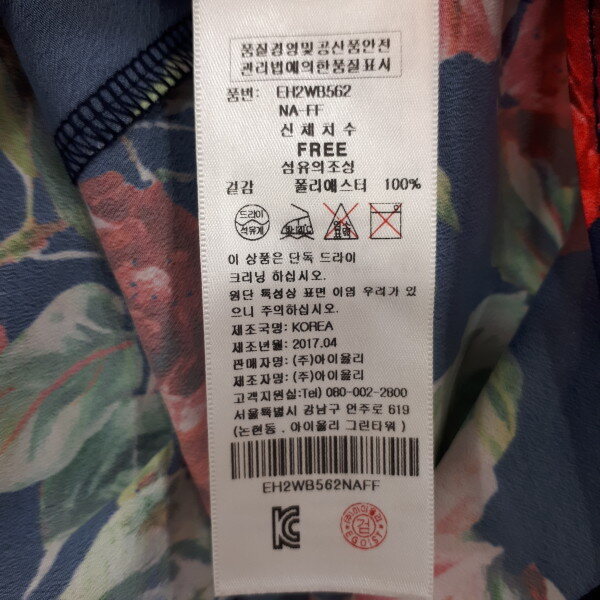 품질경영및공산품안전
관리법에의한품질표시
품번: EH2WB562
NA-FF
신체치수
FREE
섬유의조성
겉감 폴리에스터 100%
드라이
석유계
이 상품은 단독 드라이
크리닝 하십시오.
원단 특성상 표면 이염 우려가 있
으니 주의하십시오.
제조국명: KOREA
제조년월: 2017.04
판매자명: (주)아이올리
제조자명: (주)아이올리
고객지원실:Tel) 080-002-2800
서울특별시 강남구 언주로 619
(논현동, 아이올리 그린타워)
EH2WB562NAFF
KC
검
EGOIST